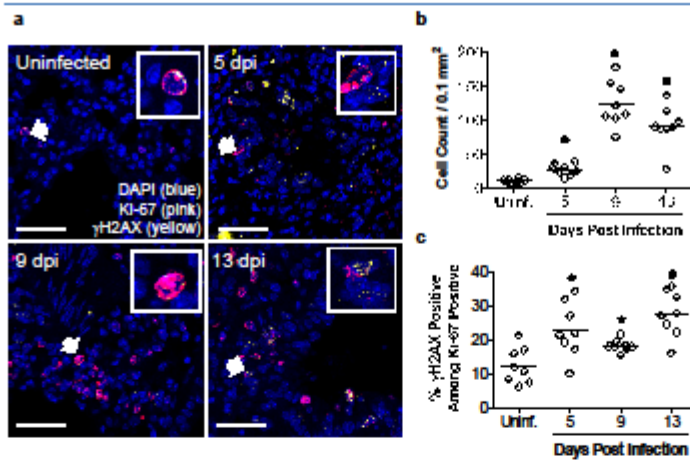 a
Uninfected
5 dpi
DAPI (blue)
Ki-67 (pink)
γH2AX (yellow)
9 dpi
13 dpi
b
Cell Count / 0.1 mm²
50
0
Uninf.
5
9
13
Days Post Infection
c
% γH2AX Positive
Among Ki-67 Positive
40
30
20
10
0
Uninf.
5
9
13
Days Post Infection